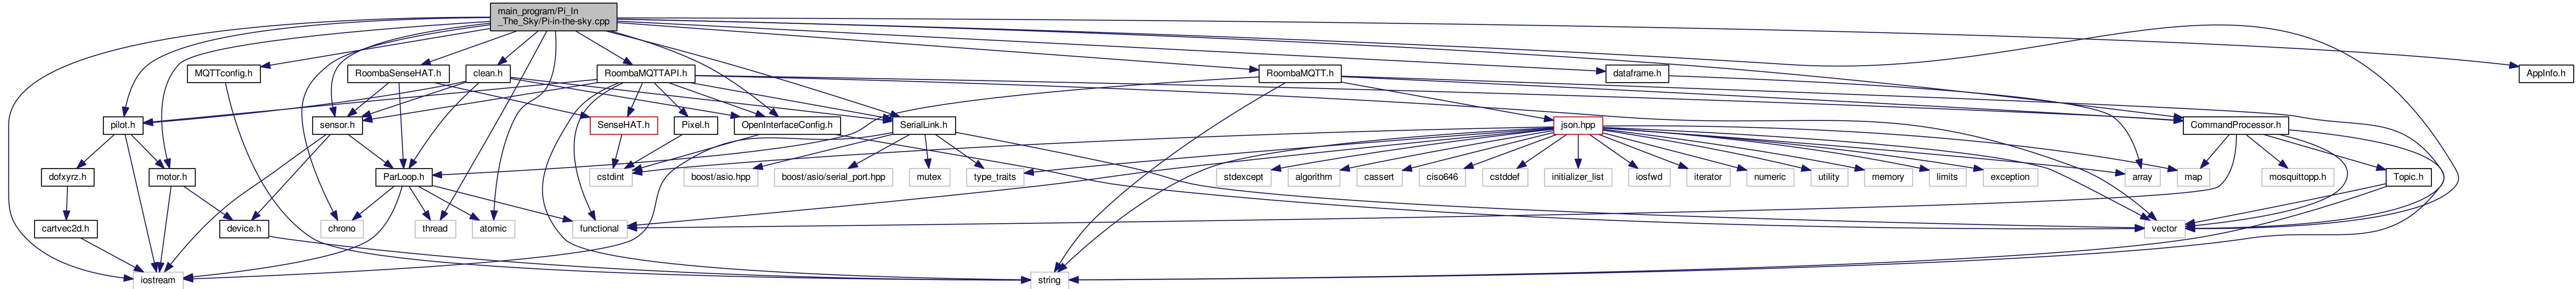 main_program/Pi_In
_The_Sky/Pi-in-the-sky.cpp
MQTTconfig.h
RoombaSenseHAT.h
clean.h
RoombaMQTTAPI.h
RoombaMQTT.h
dataframe.h
AppInfo.h
pilot.h
sensor.h
SenseHAT.h
Pixel.h
OpenInterfaceConfig.h
SerialLink.h
json.hpp
CommandProcessor.h
dofxyrz.h
motor.h
ParLoop.h
cstdint
boost/asio.hpp
boost/asio/serial_port.hpp
mutex
type_traits
stdexcept
algorithm
cassert
ciso646
cstddef
initializer_list
iosfwd
iterator
numeric
utility
memory
limits
exception
array
map
mosquittopp.h
Topic.h
cartvec2d.h
device.h
chrono
thread
atomic
functional
vector
iostream
string